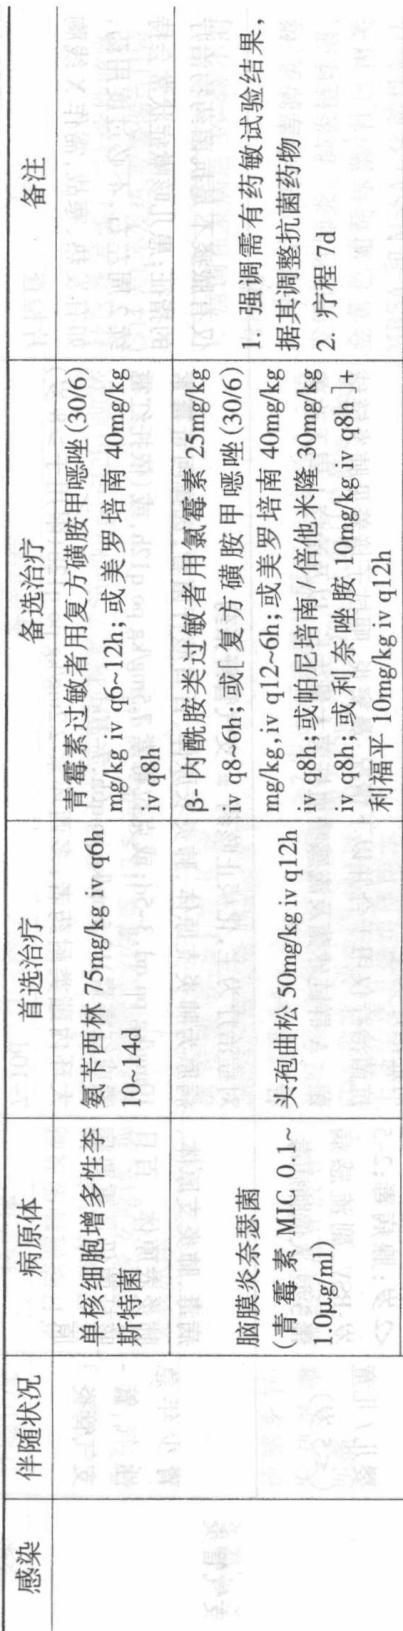 感染
伴随状况
病原体
首选治疗
备选治疗
备注
单核细胞增多性李
斯特菌
氨苄西林 75mg/kg iv q6h
10~14d
青霉素过敏者用复方磺胺甲噁唑(30/6)
mg/kg iv q6~12h; 或美罗培南 40mg/kg
iv q8h
脑膜炎奈瑟菌
(青霉素 MIC 0.1~
1.0μg/ml)
头孢曲松 50mg/kg iv q12h
β-内酰胺类过敏者用氯霉素 25mg/kg
iv q8~6h; 或[复方磺胺甲噁唑(30/6)
mg/kg,iv q12~6h; 或美罗培南 40mg/kg
iv q8h; 或帕尼培南/倍他米隆 30mg/kg
iv q8h; 或利奈唑胺 10mg/kg iv q8h]+
利福平 10mg/kg iv q12h
1. 强调需有药敏试验结果,
据其调整抗菌药物
2. 疗程 7d